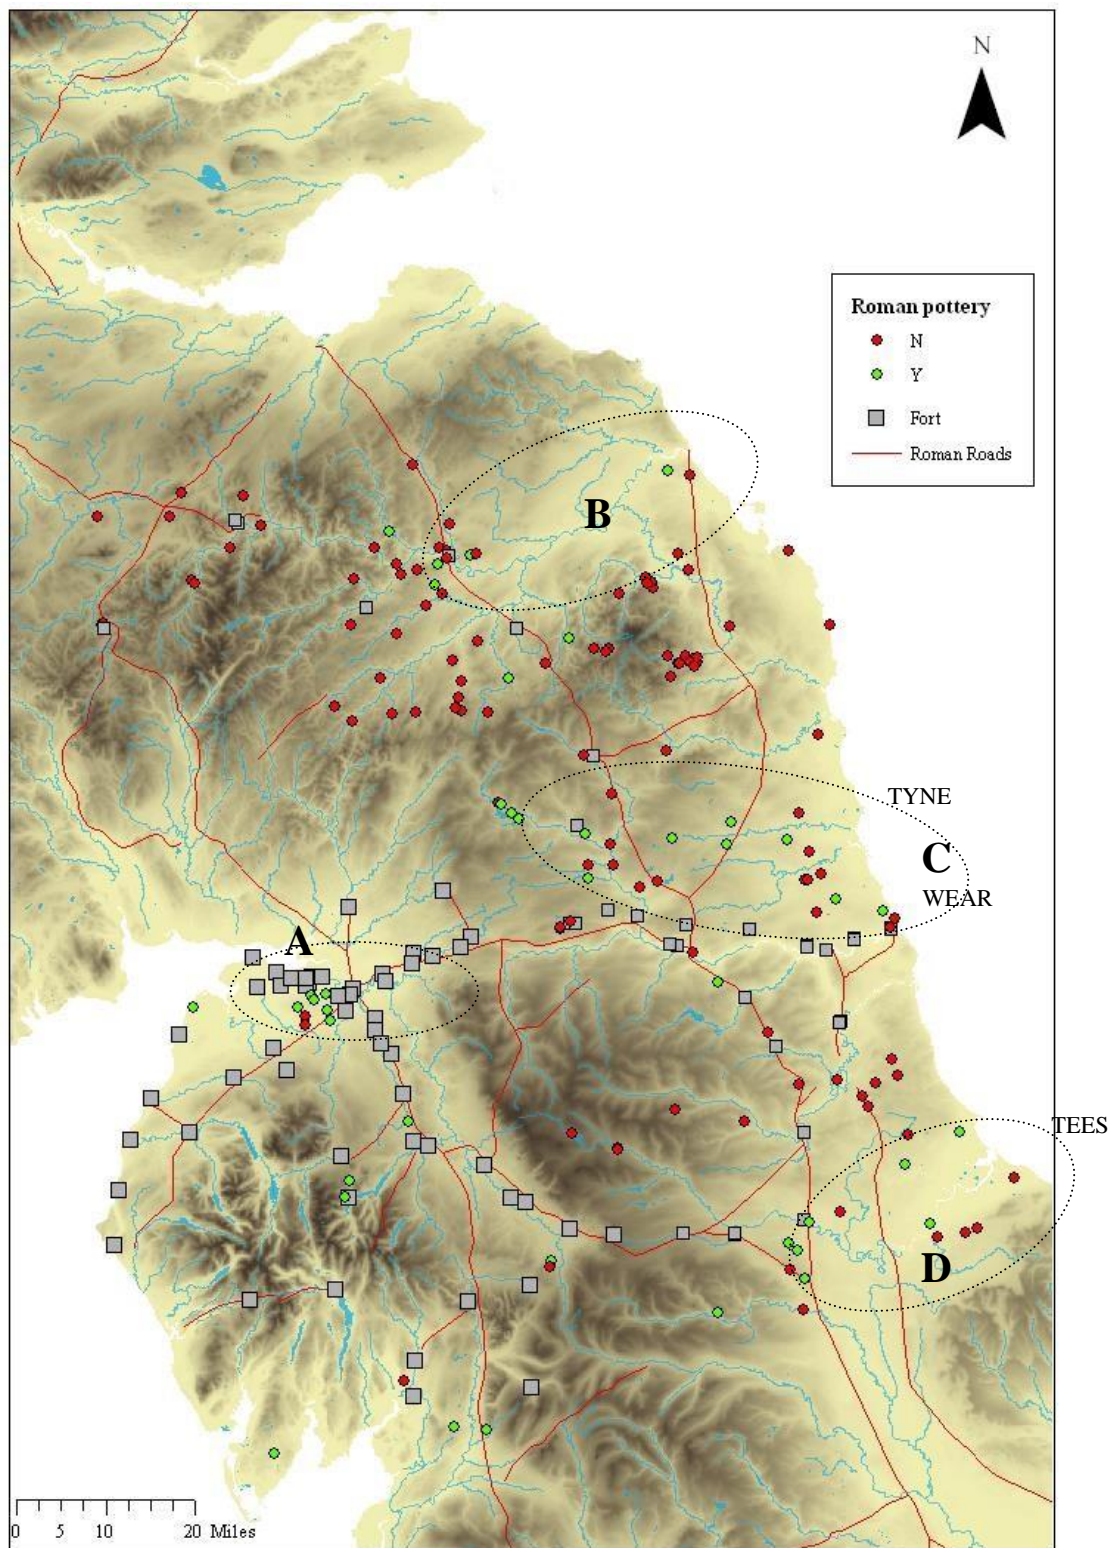 N
Roman pottery
N
Y
Fort
Roman Roads
B
TYNE
C
WEAR
A
TEES
D
0 5 10 20 Miles